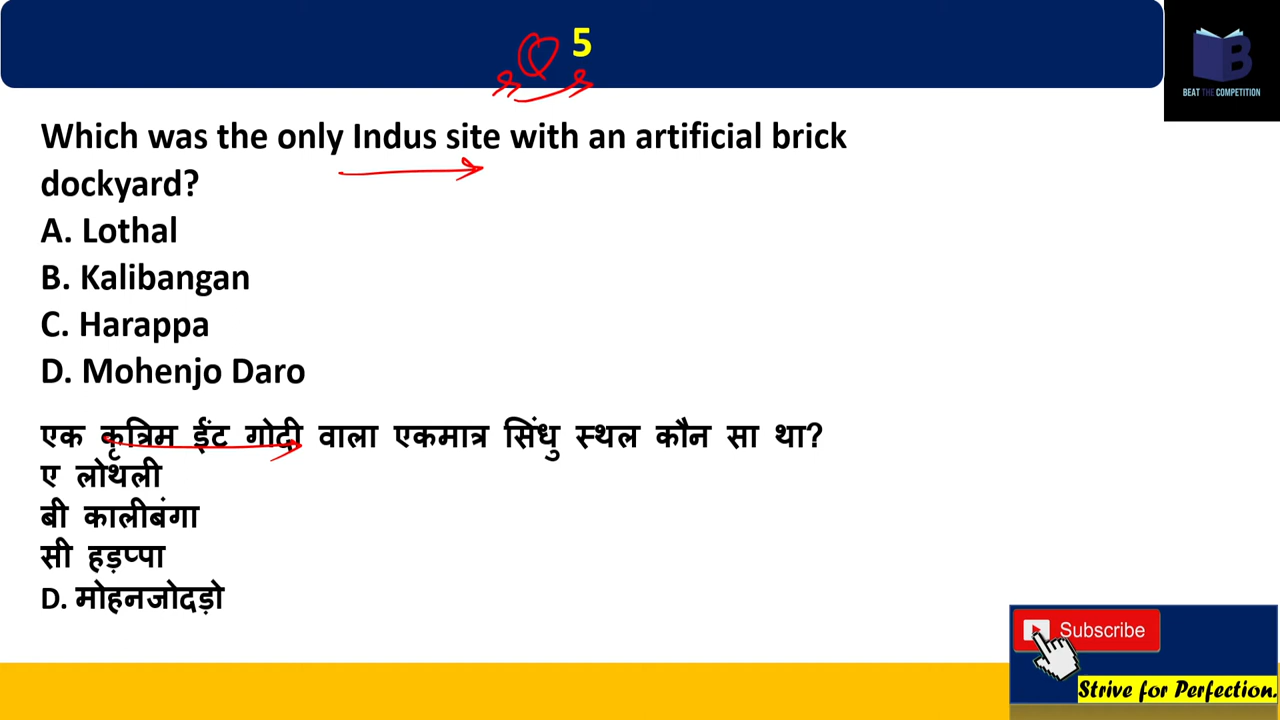 Q 5
BEAT THE COMPETITION
Which was the only Indus site with an artificial brick
dockyard?
A. Lothal
B. Kalibangan
C. Harappa
D. Mohenjo Daro
एक कृत्रिम ईंट गोदी वाला एकमात्र सिंधु स्थल कौन सा था?
ए लोथली
बी कालीबंगा
सी हड़प्पा
D. मोहनजोदड़ो
Subscribe
Strive for Perfection.